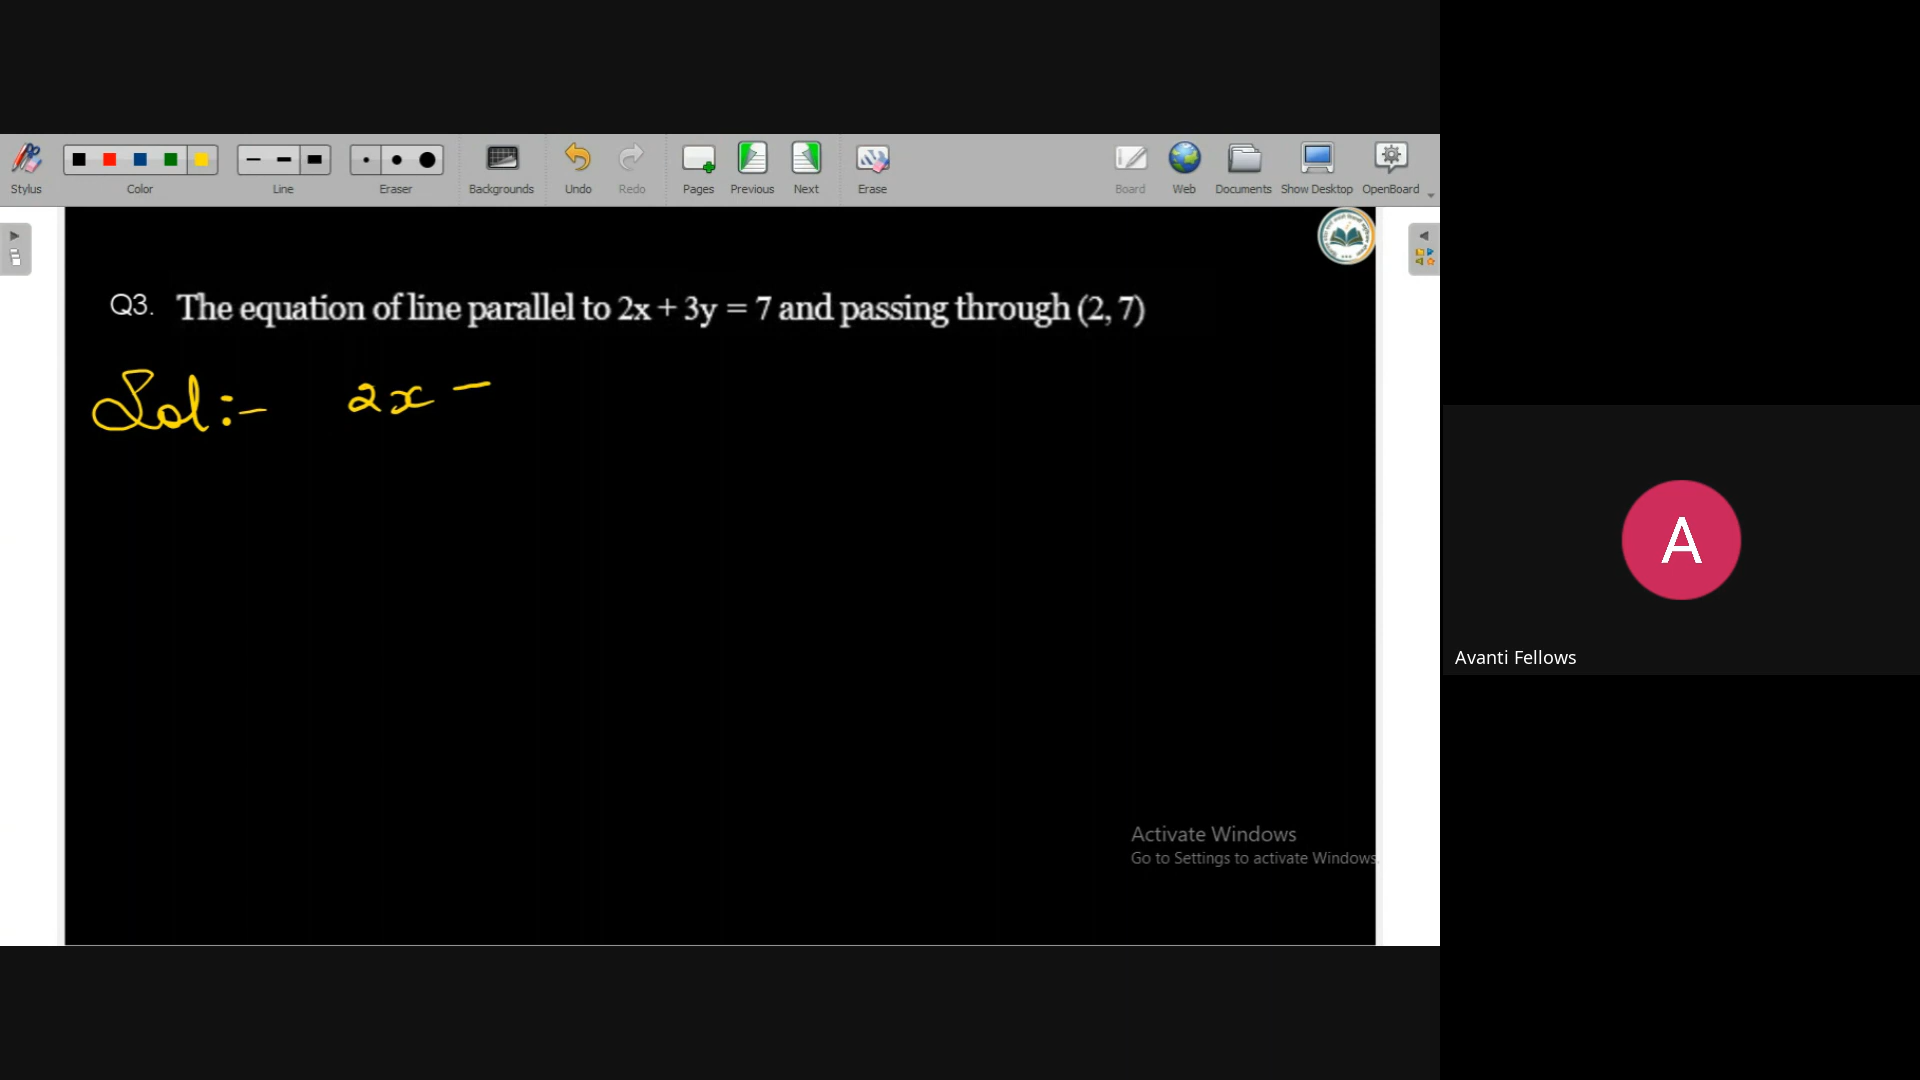 Stylus
Color
Line
Eraser
Backgrounds
Undo
Redo
Pages
Previous
Next
Erase
Board
Web
Documents
Show Desktop
OpenBoard
Q3. The equation of line parallel to 2x + 3y = 7 and passing through (2, 7)
Sol:- 2x –
A
Avanti Fellows
Activate Windows
Go to Settings to activate Windows.